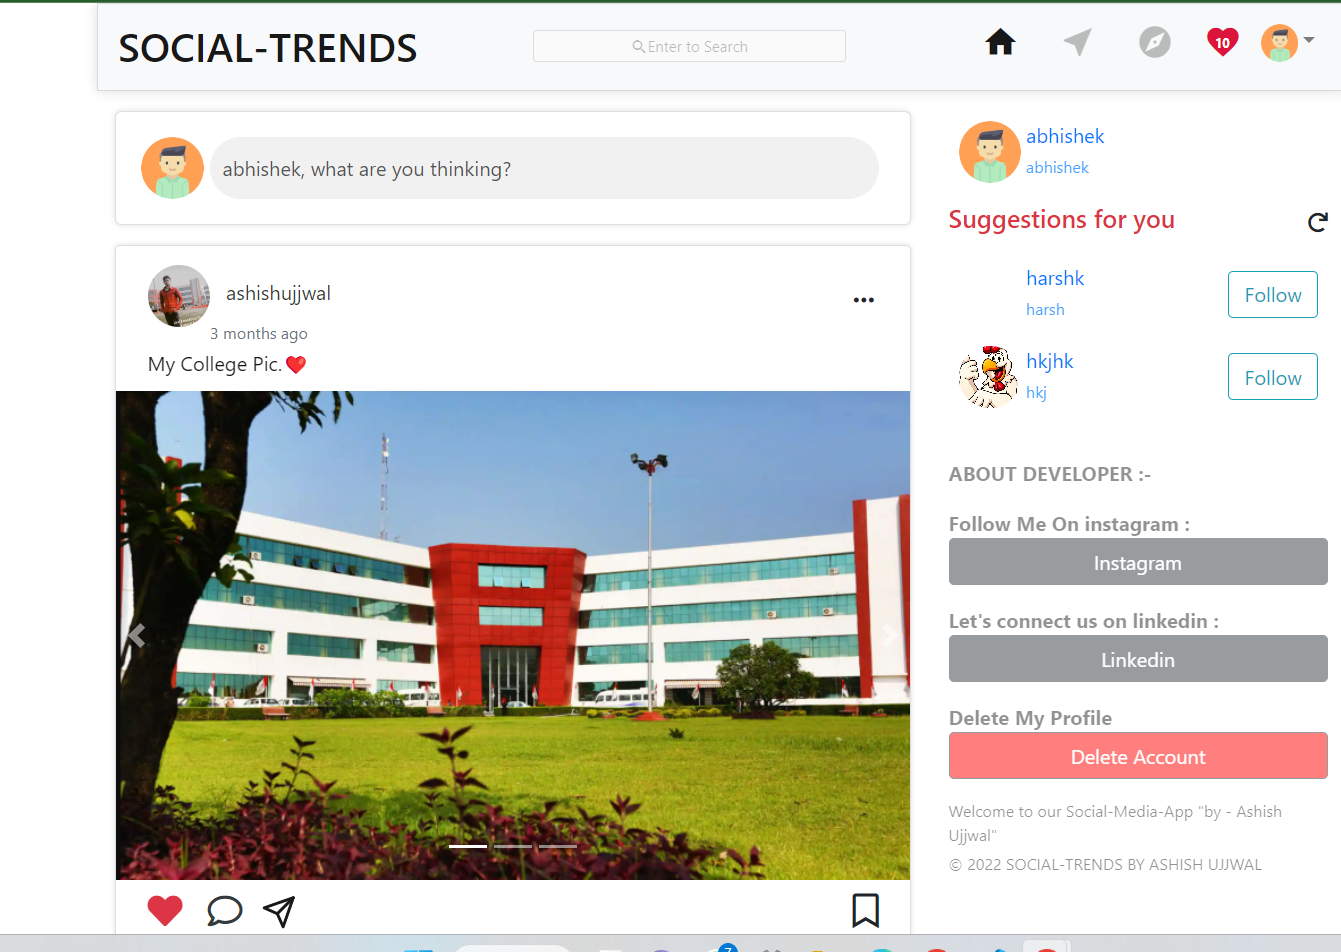 SOCIAL-TRENDS
Enter to Search
10
abhishek, what are you thinking?
ashishujjwal
3 months ago
My College Pic.❤️
abhishek
abhishek
Suggestions for you
harshk
harsh
Follow
hkjhk
hkj
Follow
ABOUT DEVELOPER :-
Follow Me On instagram :
Instagram
Let's connect us on linkedin :
Linkedin
Delete My Profile
Delete Account
Welcome to our Social-Media-App "by - Ashish
Ujjwal"
© 2022 SOCIAL-TRENDS BY ASHISH UJJWAL
7